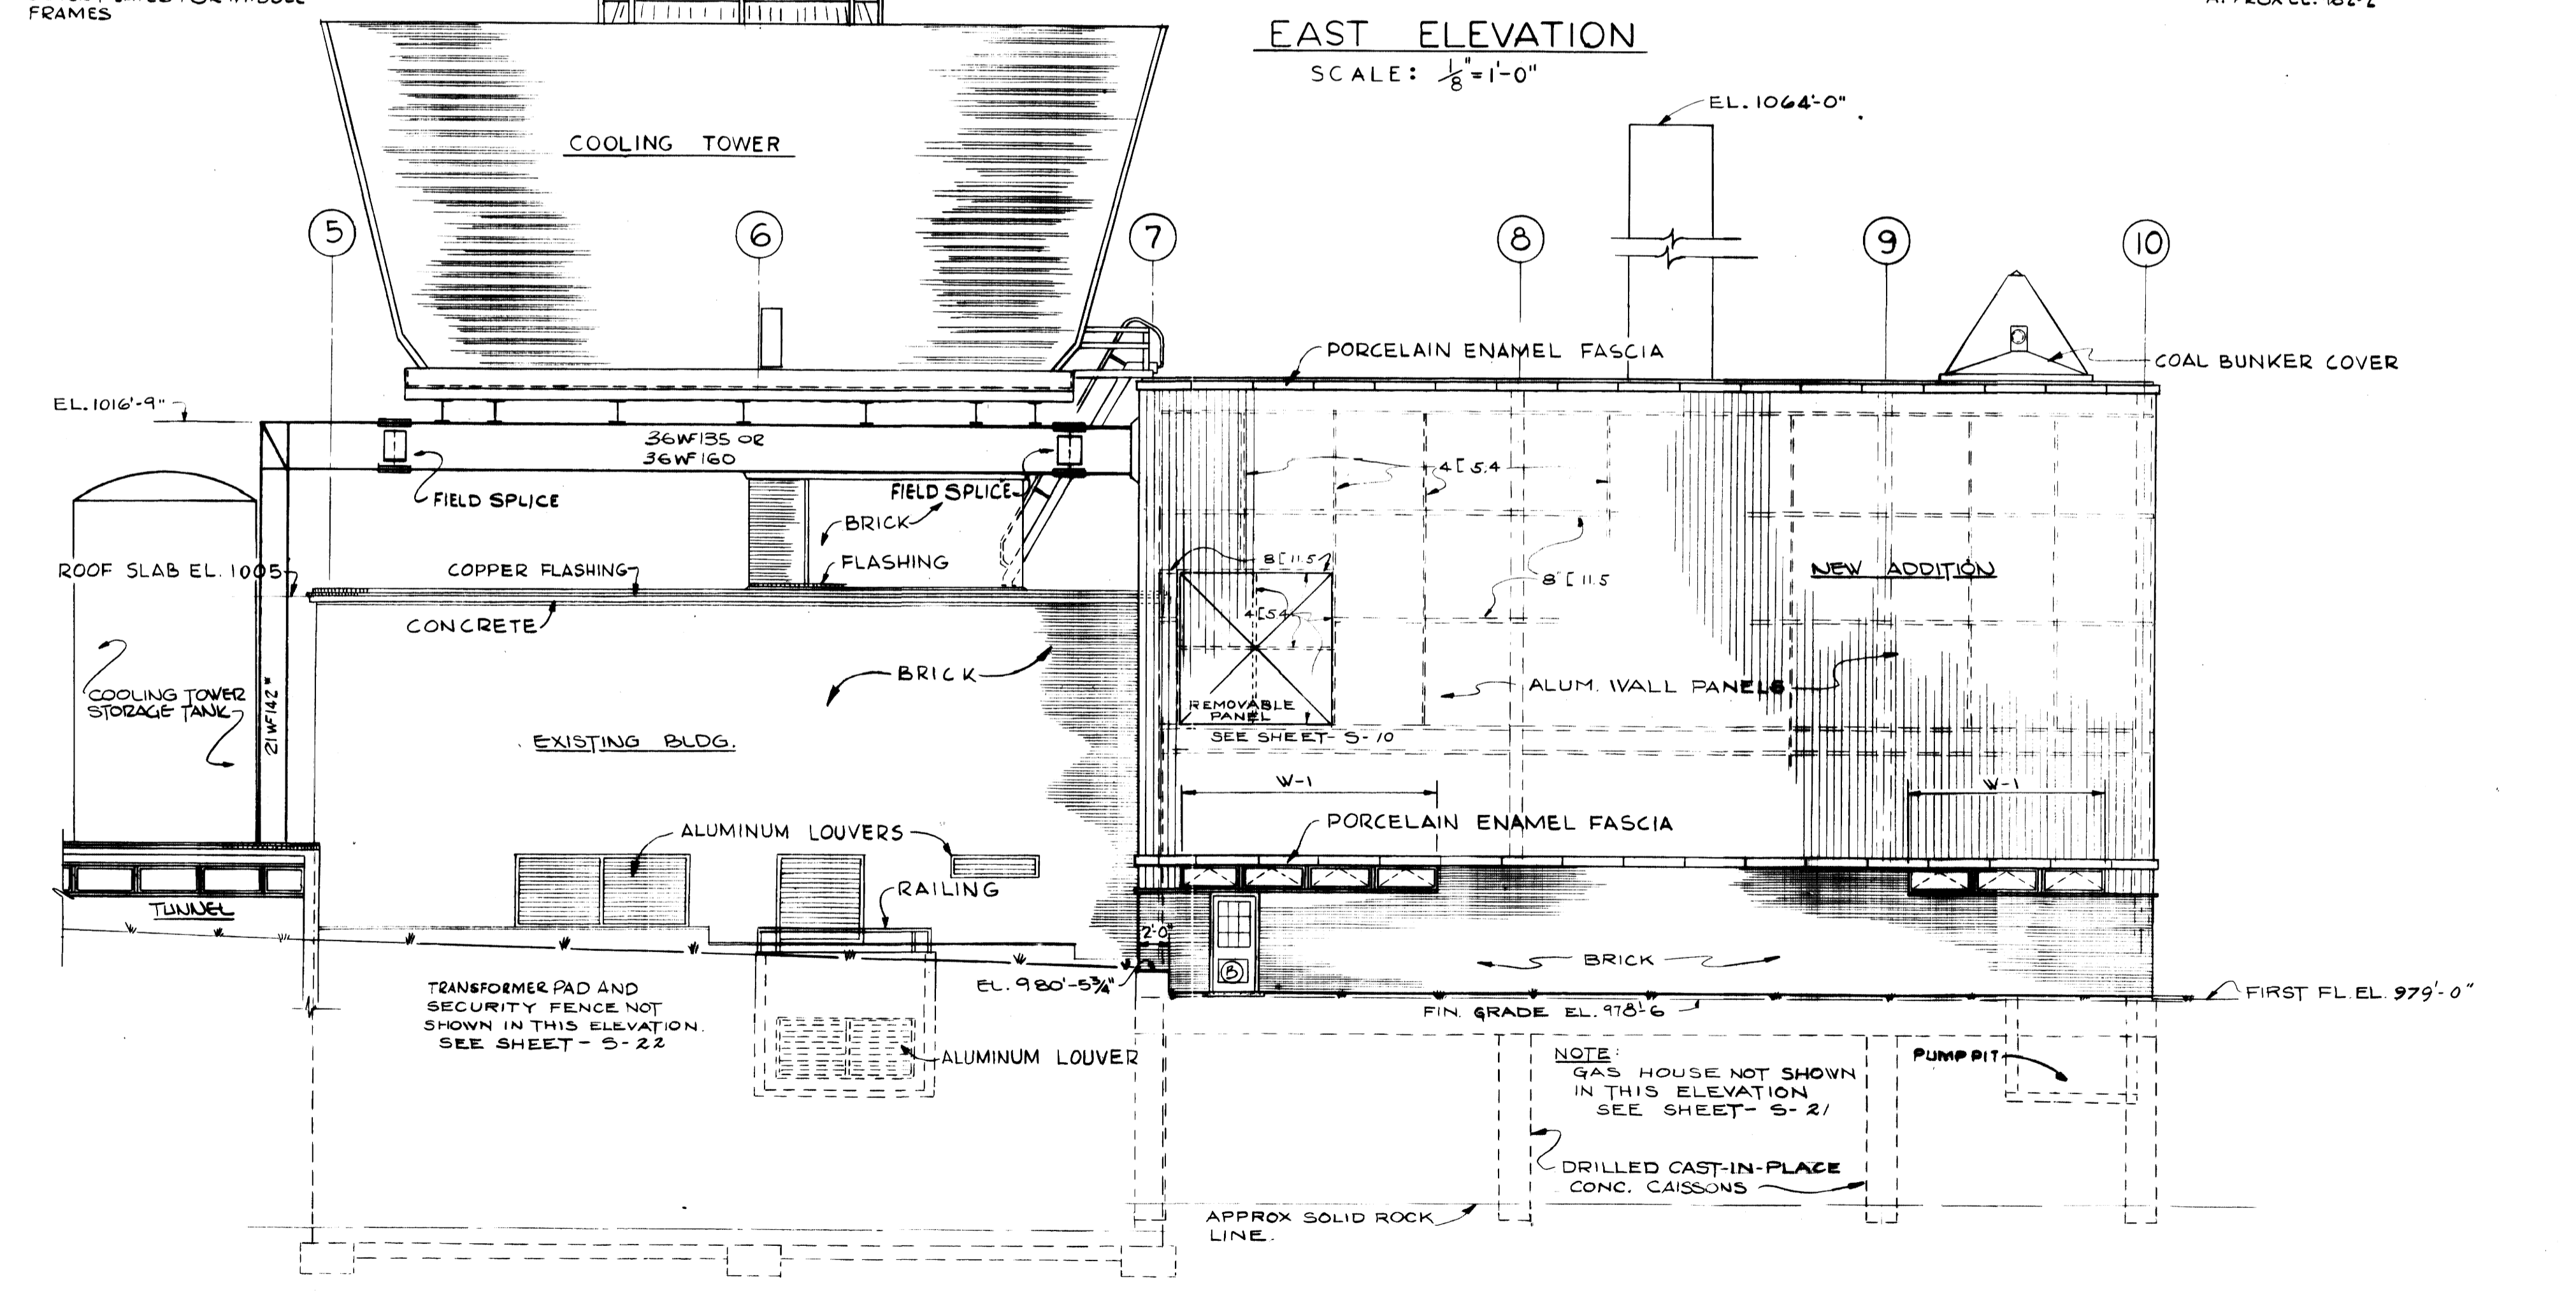 FRAMES
EAST ELEVATION
SCALE: 1/8"=1'-0"
EL. 1064'-0"
COOLING TOWER
5
6
7
8
9
10
PORCELAIN ENAMEL FASCIA
COAL BUNKER COVER
EL. 1016'-9"
36WF135 OR
36WF160
4[5.4
FIELD SPLICE
FIELD SPLICE
BRICK
FLASHING
8[11.5
8"[11.5
ROOF SLAB EL. 1005
COPPER FLASHING
NEW ADDITION
CONCRETE
4[5.4
BRICK
ALUM. WALL PANELS
COOLING TOWER
STORAGE TANK
21WF142#
REMOVABLE
PANEL
SEE SHEET- S-10
EXISTING BLDG.
W-1
W-1
ALUMINUM LOUVERS
PORCELAIN ENAMEL FASCIA
RAILING
TUNNEL
2'-0"
B
BRICK
EL. 980'-5¾"
TRANSFORMER PAD AND
SECURITY FENCE NOT
SHOWN IN THIS ELEVATION.
SEE SHEET- S-22
FIRST FL. EL. 979'-0"
FIN. GRADE EL. 978'-6
ALUMINUM LOUVER
NOTE:
GAS HOUSE NOT SHOWN
IN THIS ELEVATION
SEE SHEET- S-21
PUMP PIT
DRILLED CAST-IN-PLACE
CONC. CAISSONS
APPROX SOLID ROCK
LINE.